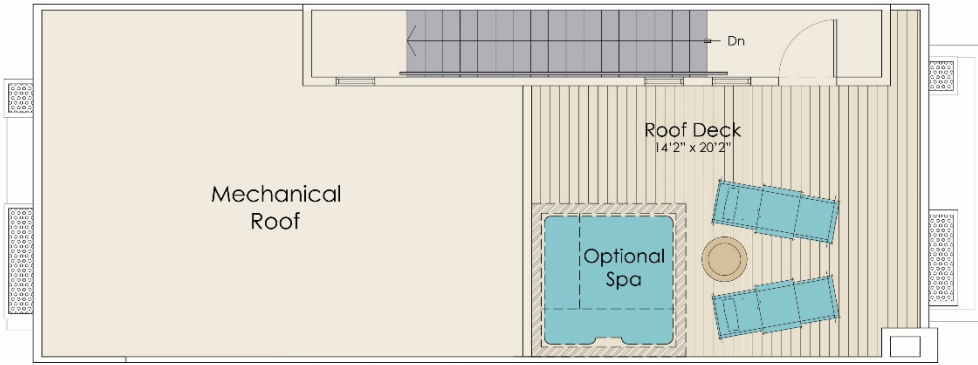 Dn
Roof Deck
14'2" x 20'2"
Mechanical
Roof
Optional
Spa